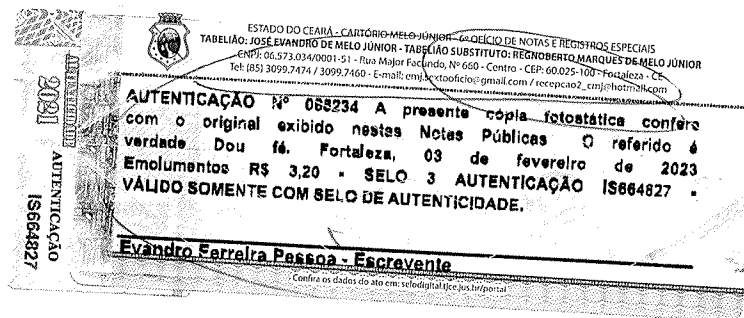 ESTADO DO CEARÁ - CARTÓRIO MELO JÚNIOR - 6º OFÍCIO DE NOTAS E REGISTROS ESPECIAIS
TABELIÃO: JOSÉ EVANDRO DE MELO JÚNIOR - TABELIÃO SUBSTITUTO: REGNOBERTO MARQUES DE MELO JÚNIOR
CNPJ: 06.573.034/0001-51 - Rua Major Facundo, Nº 660 - Centro - CEP: 60.025-100 - Fortaleza - CE
Tel: (85) 3099.7474 / 3099.7460 - E-mail: emj.sextooficio@gmail.com / recepcao2_cmj@hotmail.com
AUTENTICAÇÃO Nº 068234 A presente cópia fotostática confere
com o original exibido nestas Notas Públicas O referido é
verdade Dou fé. Fortaleza, 03 de fevereiro de 2023
Emolumentos R$ 3,20 - SELO 3 AUTENTICAÇÃO IS664827 -
VÁLIDO SOMENTE COM SELO DE AUTENTICIDADE.
Evandro Ferreira Pessoa - Escrevente
Confira os dados do ato em: selodigital.tjce.jus.br/portal
2021
AUTENTICAÇÃO
IS664827